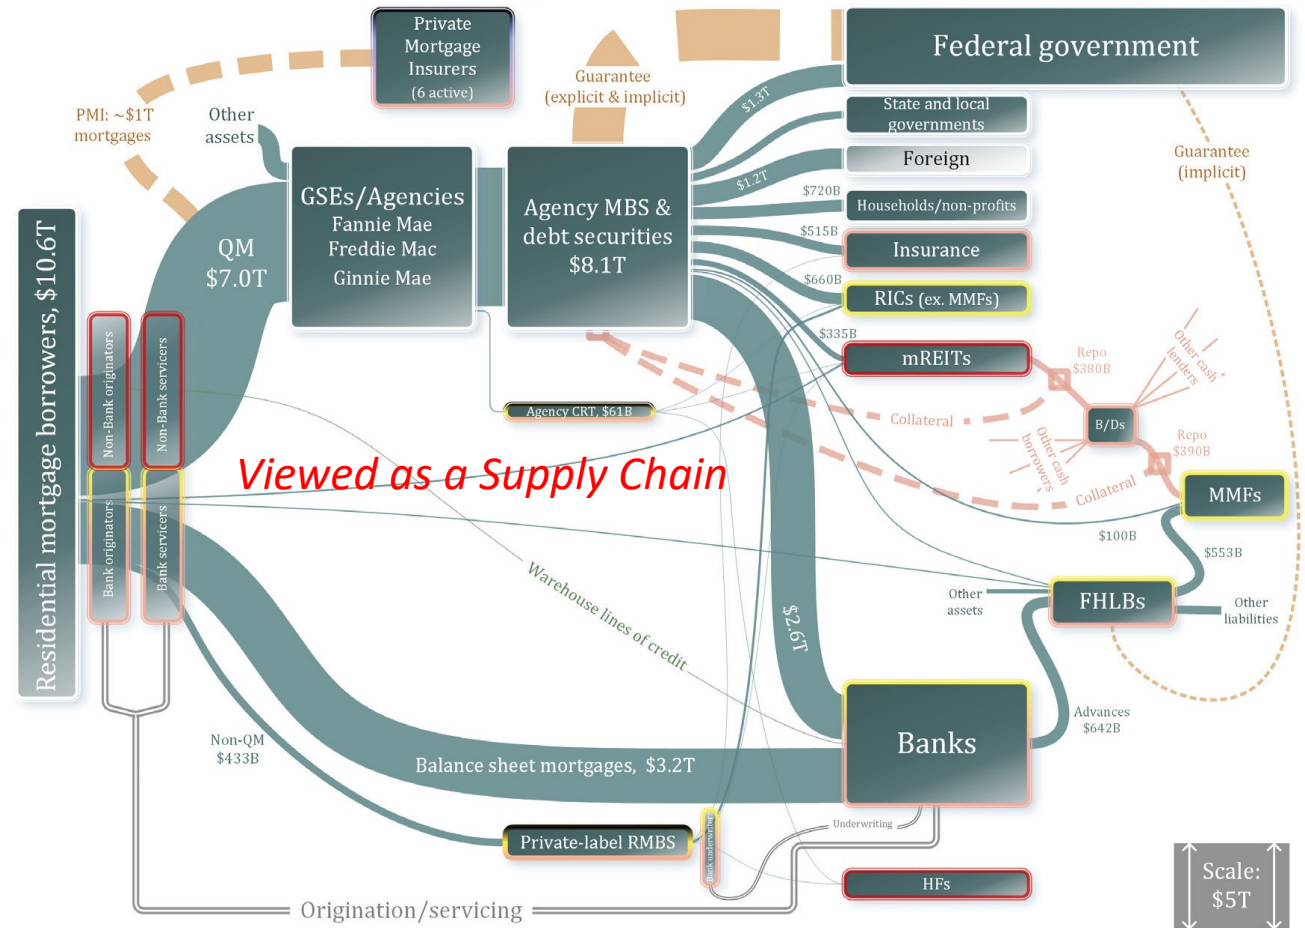 Private
Mortgage
Insurers
(6 active)
Federal government
Guarantee
(explicit & implicit)
PMI: ~$1T
mortgages
Other
assets
$1.3T
State and local
governments
Foreign
$1.2T
$720B
Households/non-profits
$515B
Insurance
$660B
RICs (ex. MMFs)
$335B
mREITs
Guarantee
(implicit)
GSEs/Agencies
Fannie Mae
Freddie Mac
Ginnie Mae
Agency MBS &
debt securities
$8.1T
QM
$7.0T
Residential mortgage borrowers, $10.6T
Non-Bank originators
Non-Bank servicers
Bank originators
Bank servicers
Agency CRT, $61B
Viewed as a Supply Chain
Collateral
Repo
$380B
B/Ds
Other cash
lenders
Other cash
borrowers
Repo
$390B
Collateral
MMFs
$100B
$553B
Warehouse lines of credit
$2.6T
Other
assets
FHLBs
Other
liabilities
Advances
$642B
Banks
Non-QM
$433B
Balance sheet mortgages, $3.2T
Private-label RMBS
Bank underwriters
Underwriting
HFs
Origination/servicing
Scale:
$5T